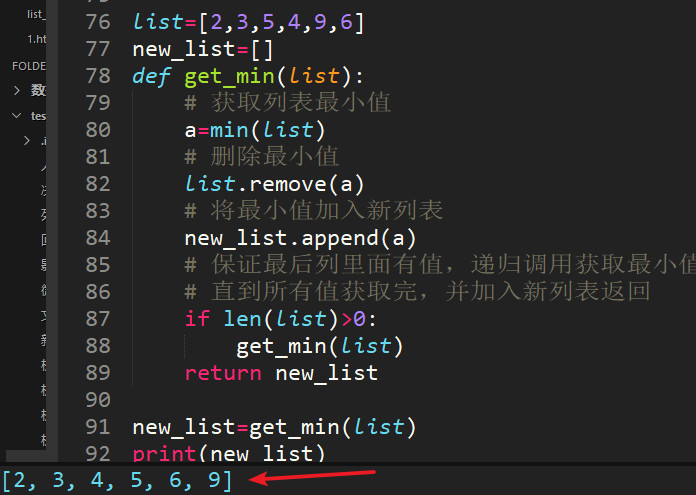 list_
1.ht
FOLDE
数
tes
76 list=[2,3,5,4,9,6]
77 new_list=[]
78 def get_min(list):
79 # 获取列表最小值
80 a=min(list)
81 # 删除最小值
82 list.remove(a)
83 # 将最小值加入新列表
84 new_list.append(a)
85 # 保证最后列里面有值，递归调用获取最小值
86 # 直到所有值获取完，并加入新列表返回
87 if len(list)>0:
88 get_min(list)
89 return new_list
90
91 new_list=get_min(list)
92 print(new_list)
[2, 3, 4, 5, 6, 9]